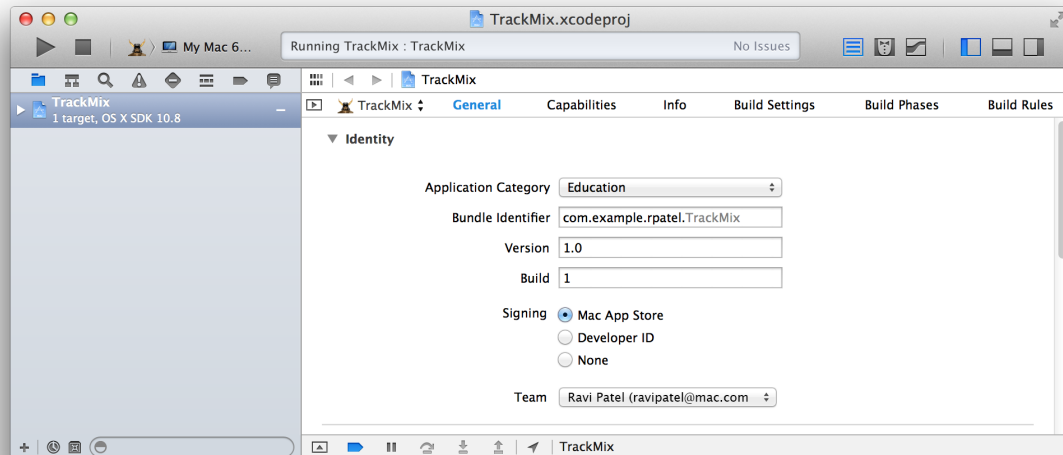 TrackMix.xcodeproj
My Mac 6...
Running TrackMix : TrackMix No Issues
TrackMix
TrackMix
1 target, OS X SDK 10.8
TrackMix General Capabilities Info Build Settings Build Phases Build Rules
Identity
Application Category Education
Bundle Identifier com.example.rpatel.TrackMix
Version 1.0
Build 1
Signing Mac App Store
Developer ID
None
Team Ravi Patel (ravipatel@mac.com
TrackMix